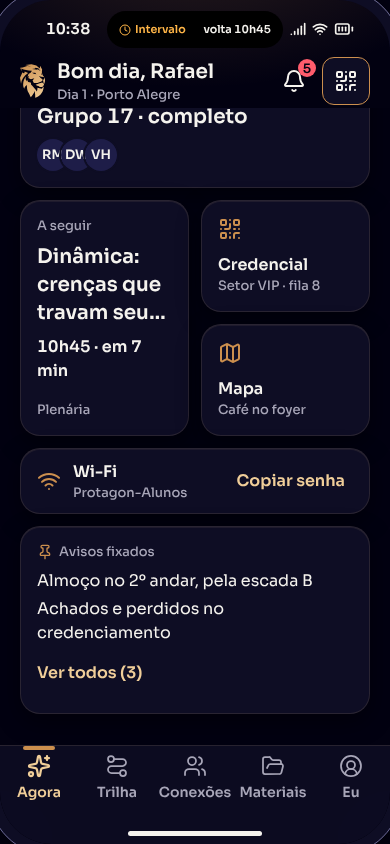 10:38
Intervalo volta 10h45
Bom dia, Rafael
5
Dia 1 · Porto Alegre
Grupo 17 · completo
RM DW VH
A seguir
Dinâmica:
crenças que
travam seu...
10h45 · em 7
min
Plenária
Credencial
Setor VIP · fila 8
Mapa
Café no foyer
Wi-Fi
Protagon-Alunos
Copiar senha
Avisos fixados
Almoço no 2º andar, pela escada B
Achados e perdidos no
credenciamento
Ver todos (3)
Agora Trilha Conexões Materiais Eu